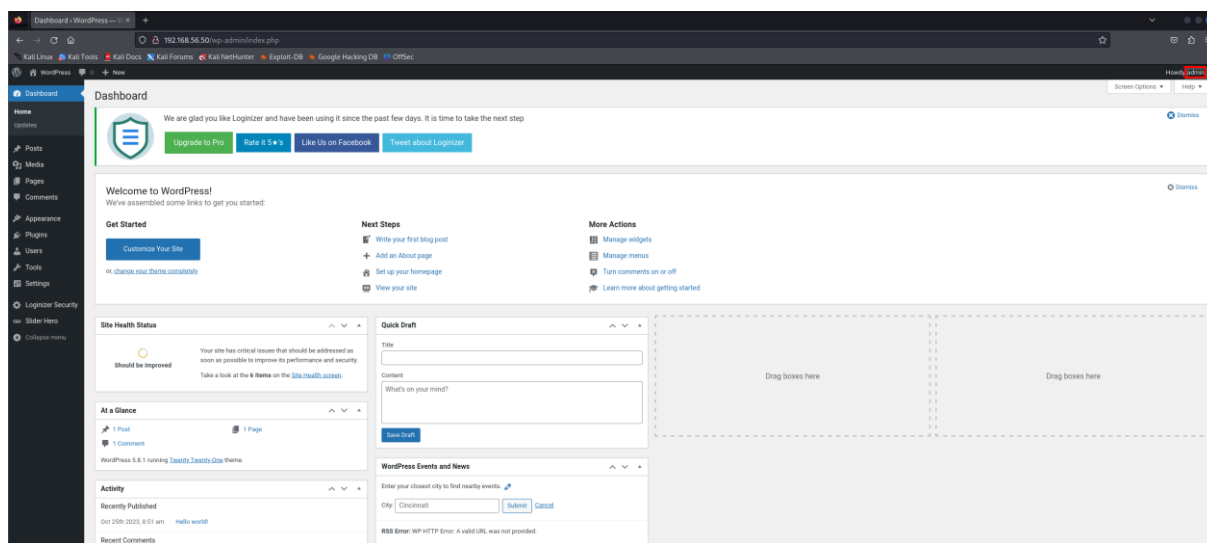 Dashboard ‹ WordPress — W
192.168.56.50/wp-admin/index.php
Kali Linux Kali Tools Kali Docs Kali Forums Kali NetHunter Exploit-DB Google Hacking DB OffSec
WordPress New
Howdy, admin
Dashboard
Home
Updates
Posts
Media
Pages
Comments
Appearance
Plugins
Users
Tools
Settings
Loginizer Security
Slider Hero
Collapse menu
Dashboard
Screen Options Help
We are glad you like Loginizer and have been using it since the past few days. It is time to take the next step
Dismiss
Upgrade to Pro Rate it 5★'s Like Us on Facebook Tweet about Loginizer
Welcome to WordPress!
We've assembled some links to get you started:
Dismiss
Get Started
Customize Your Site
or, change your theme completely
Next Steps
Write your first blog post
Add an About page
Set up your homepage
View your site
More Actions
Manage widgets
Manage menus
Turn comments on or off
Learn more about getting started
Site Health Status
Should be improved
Your site has critical issues that should be addressed as
soon as possible to improve its performance and security.
Take a look at the 6 items on the Site Health screen.
At a Glance
1 Post
1 Page
1 Comment
WordPress 5.8.1 running Twenty Twenty-One theme.
Activity
Recently Published
Oct 25th 2023, 8:51 am Hello world!
Recent Comments
Quick Draft
Title
Content
What's on your mind?
Save Draft
WordPress Events and News
Enter your closest city to find nearby events.
City: Cincinnati Submit Cancel
RSS Error: WP HTTP Error: A valid URL was not provided.
Drag boxes here
Drag boxes here